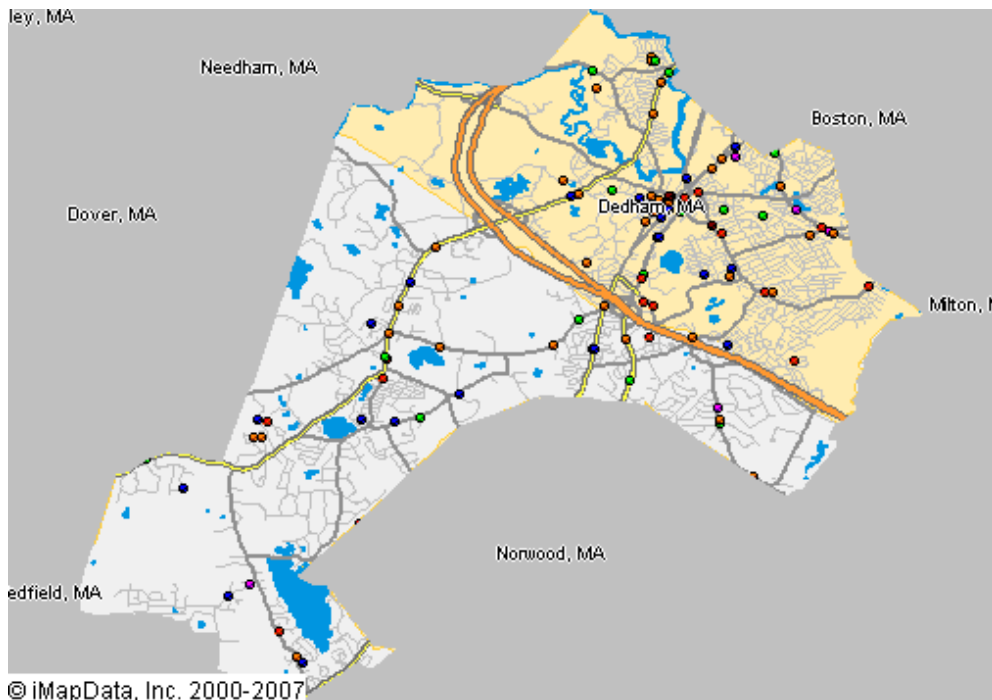 ley, MA
Needham, MA
Boston, MA
Dover, MA
Dedham, MA
Milton, M
Norwood, MA
edfield, MA
© iMapData, Inc. 2000-2007